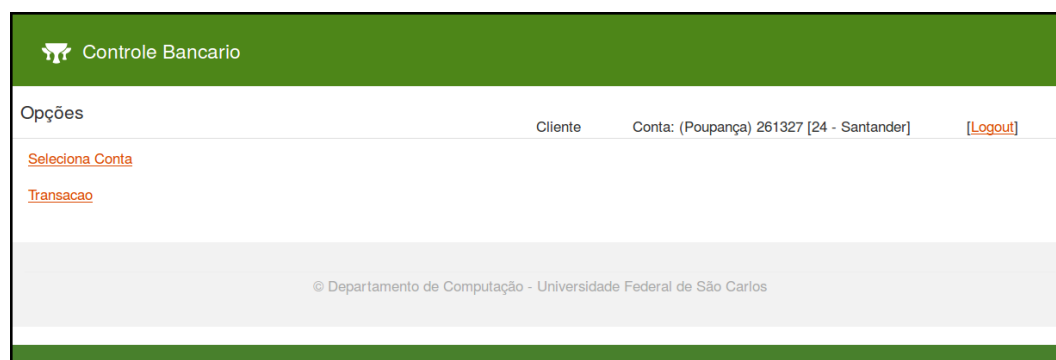 Controle Bancario
Opções
Cliente Conta: (Poupança) 261327 [24 - Santander] [Logout]
Seleciona Conta
Transacao
© Departamento de Computação - Universidade Federal de São Carlos